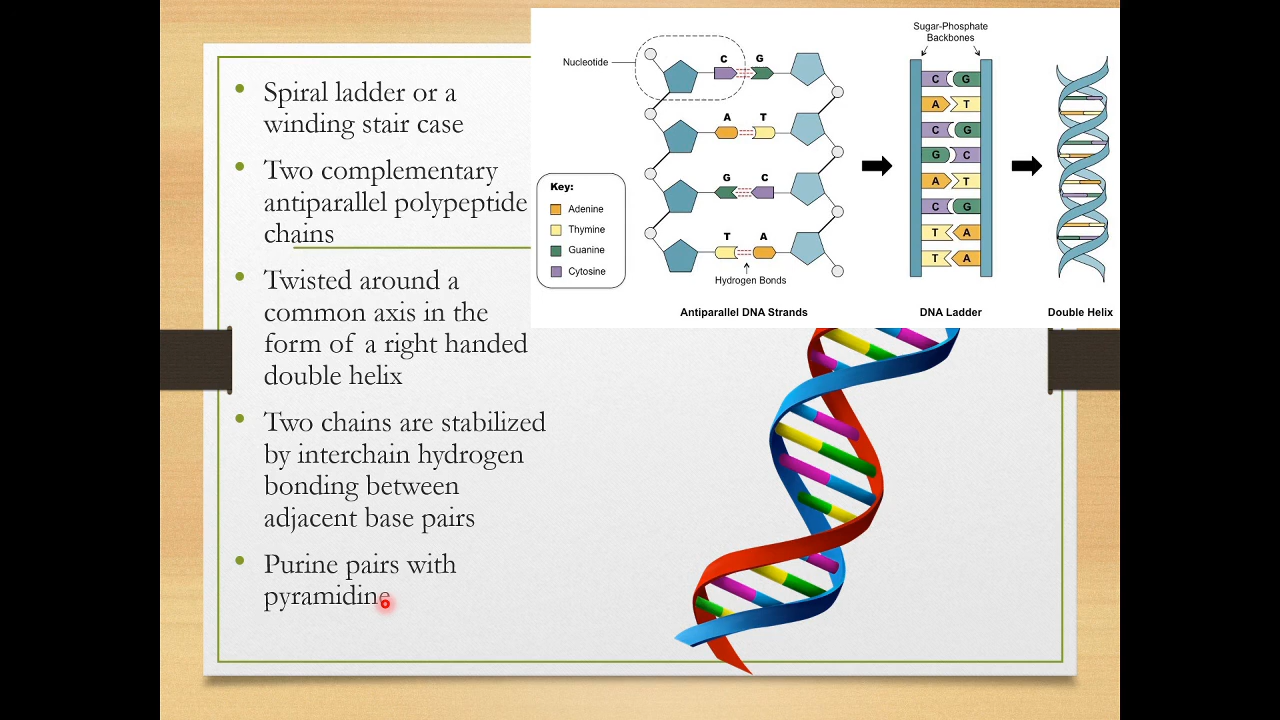 Spiral ladder or a
winding stair case
Two complementary
antiparallel polypeptide
chains
Twisted around a
common axis in the
form of a right handed
double helix
Two chains are stabilized
by interchain hydrogen
bonding between
adjacent base pairs
Purine pairs with
pyramidine
Nucleotide
C G
A T
G C
T A
Hydrogen Bonds
Key:
Adenine
Thymine
Guanine
Cytosine
Antiparallel DNA Strands
Sugar-Phosphate
Backbones
C G
A T
C G
G C
A T
C G
T A
T A
DNA Ladder
Double Helix